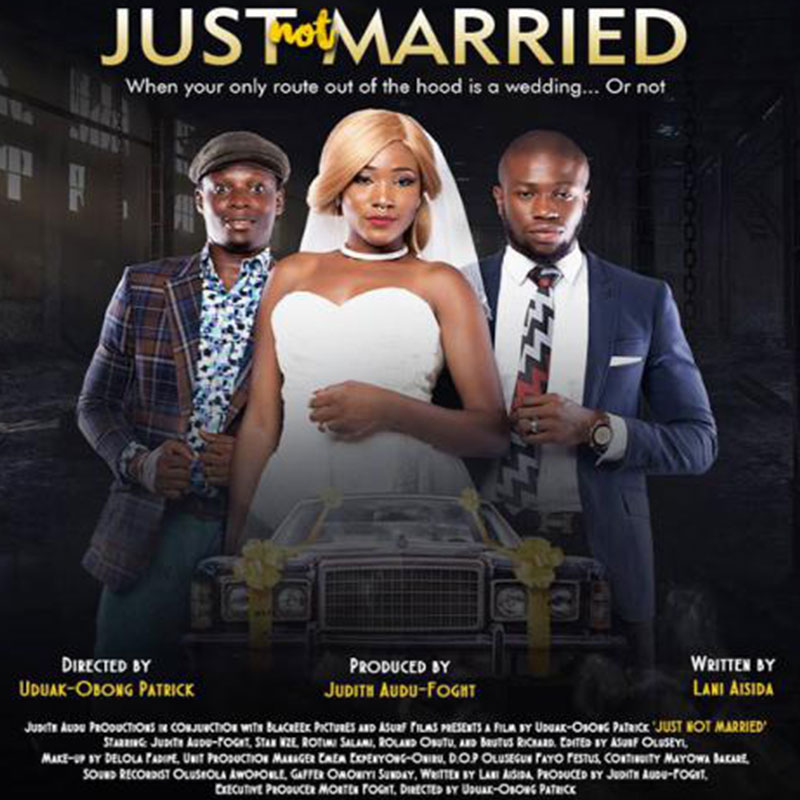 JUST not MARRIED
When your only route out of the hood is a wedding... Or not
DIRECTED BY
UDUAK-OBONG PATRICK
PRODUCED BY
JUDITH AUDU-FOGHT
WRITTEN BY
LANI AISIDA
JUDITH AUDU PRODUCTIONS IN CONJUNCTION WITH BLACREEK PICTURES AND ASURF FILMS PRESENTS A FILM BY UDUAK-OBONG PATRICK 'JUST NOT MARRIED'
STARRING: JUDITH AUDU-FOGHT, STAN NZE, ROTIMI SALAMI, ROLAND OBUTU, AND BRUTUS RICHARD. EDITED BY ASURF OLUSEYI,
MAKE-UP BY DELOLA FADIPE, UNIT PRODUCTION MANAGER EMEM EKPENYONG-ONIRU, D.O.P OLUSEGUN FAYO FESTUS, CONTINUITY MAYOWA BAKARE,
SOUND RECORDIST OLUSHOLA AWOPONLE, GAFFER OMONIYI SUNDAY, WRITTEN BY LANI AISIDA, PRODUCED BY JUDITH AUDU-FOGHT,
EXECUTIVE PRODUCER MORTEN FOGHT, DIRECTED BY UDUAK-OBONG PATRICK